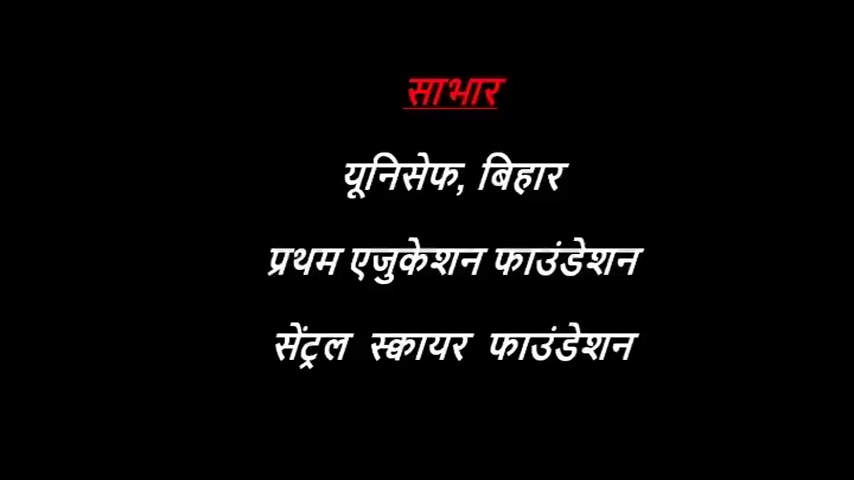 साभार
यूनिसेफ, बिहार
प्रथम एजुकेशन फाउंडेशन
सेंट्रल स्क्वायर फाउंडेशन